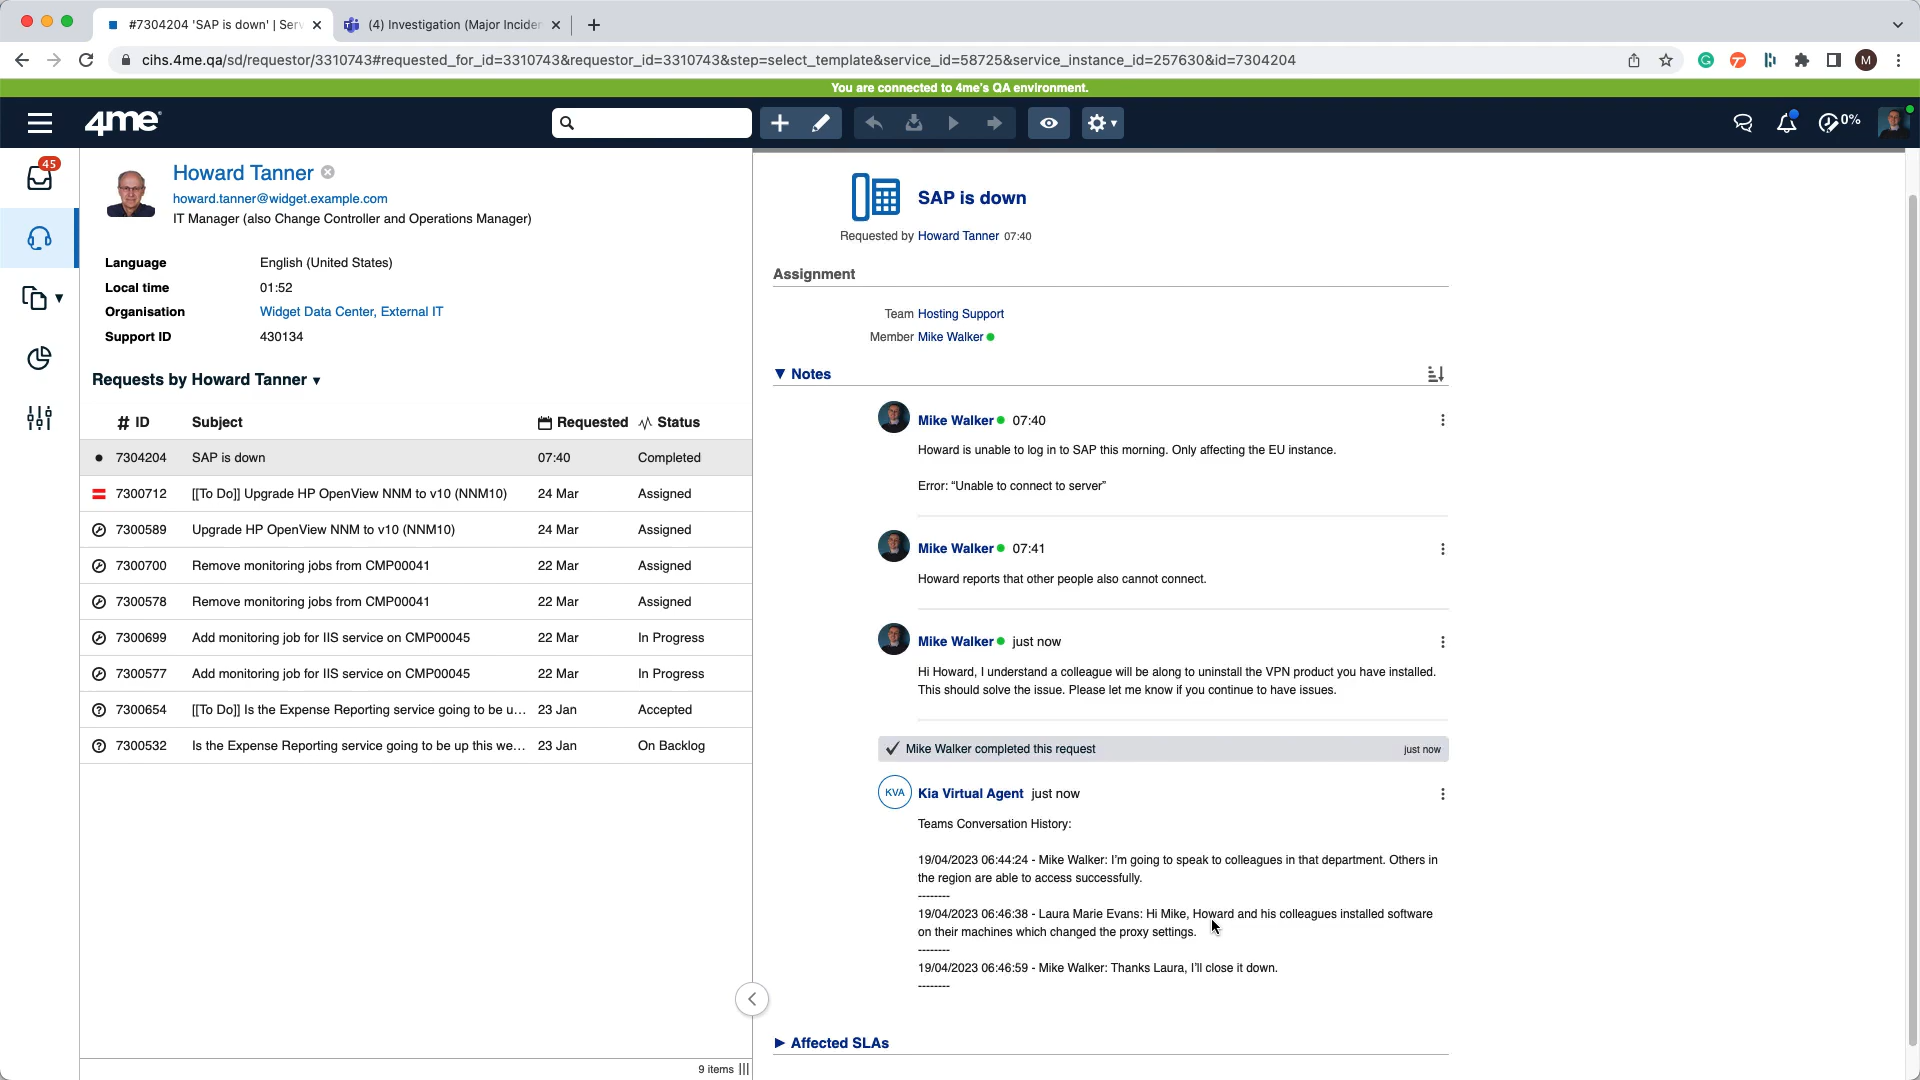 #7304204 'SAP is down' | Serv
(4) Investigation (Major Inciden
cihs.4me.qa/sd/requestor/3310743#requested_for_id=3310743&requestor_id=3310743&step=select_template&service_id=58725&service_instance_id=257630&id=7304204
M
You are connected to 4me's QA environment.
4me
0%
45
Howard Tanner
howard.tanner@widget.example.com
IT Manager (also Change Controller and Operations Manager)
Language English (United States)
Local time 01:52
Organisation Widget Data Center, External IT
Support ID 430134
Requests by Howard Tanner
# ID Subject Requested Status
7304204 SAP is down 07:40 Completed
7300712 [[To Do]] Upgrade HP OpenView NNM to v10 (NNM10) 24 Mar Assigned
7300589 Upgrade HP OpenView NNM to v10 (NNM10) 24 Mar Assigned
7300700 Remove monitoring jobs from CMP00041 22 Mar Assigned
7300578 Remove monitoring jobs from CMP00041 22 Mar Assigned
7300699 Add monitoring job for IIS service on CMP00045 22 Mar In Progress
7300577 Add monitoring job for IIS service on CMP00045 22 Mar In Progress
7300654 [[To Do]] Is the Expense Reporting service going to be u... 23 Jan Accepted
7300532 Is the Expense Reporting service going to be up this we... 23 Jan On Backlog
9 items
SAP is down
Requested by Howard Tanner 07:40
Assignment
Team Hosting Support
Member Mike Walker
Notes
Mike Walker 07:40
Howard is unable to log in to SAP this morning. Only affecting the EU instance.
Error: “Unable to connect to server”
Mike Walker 07:41
Howard reports that other people also cannot connect.
Mike Walker just now
Hi Howard, I understand a colleague will be along to uninstall the VPN product you have installed.
This should solve the issue. Please let me know if you continue to have issues.
Mike Walker completed this request just now
KVA Kia Virtual Agent just now
Teams Conversation History:
19/04/2023 06:44:24 - Mike Walker: I’m going to speak to colleagues in that department. Others in
the region are able to access successfully.
--------
19/04/2023 06:46:38 - Laura Marie Evans: Hi Mike, Howard and his colleagues installed software
on their machines which changed the proxy settings.
--------
19/04/2023 06:46:59 - Mike Walker: Thanks Laura, I’ll close it down.
--------
Affected SLAs